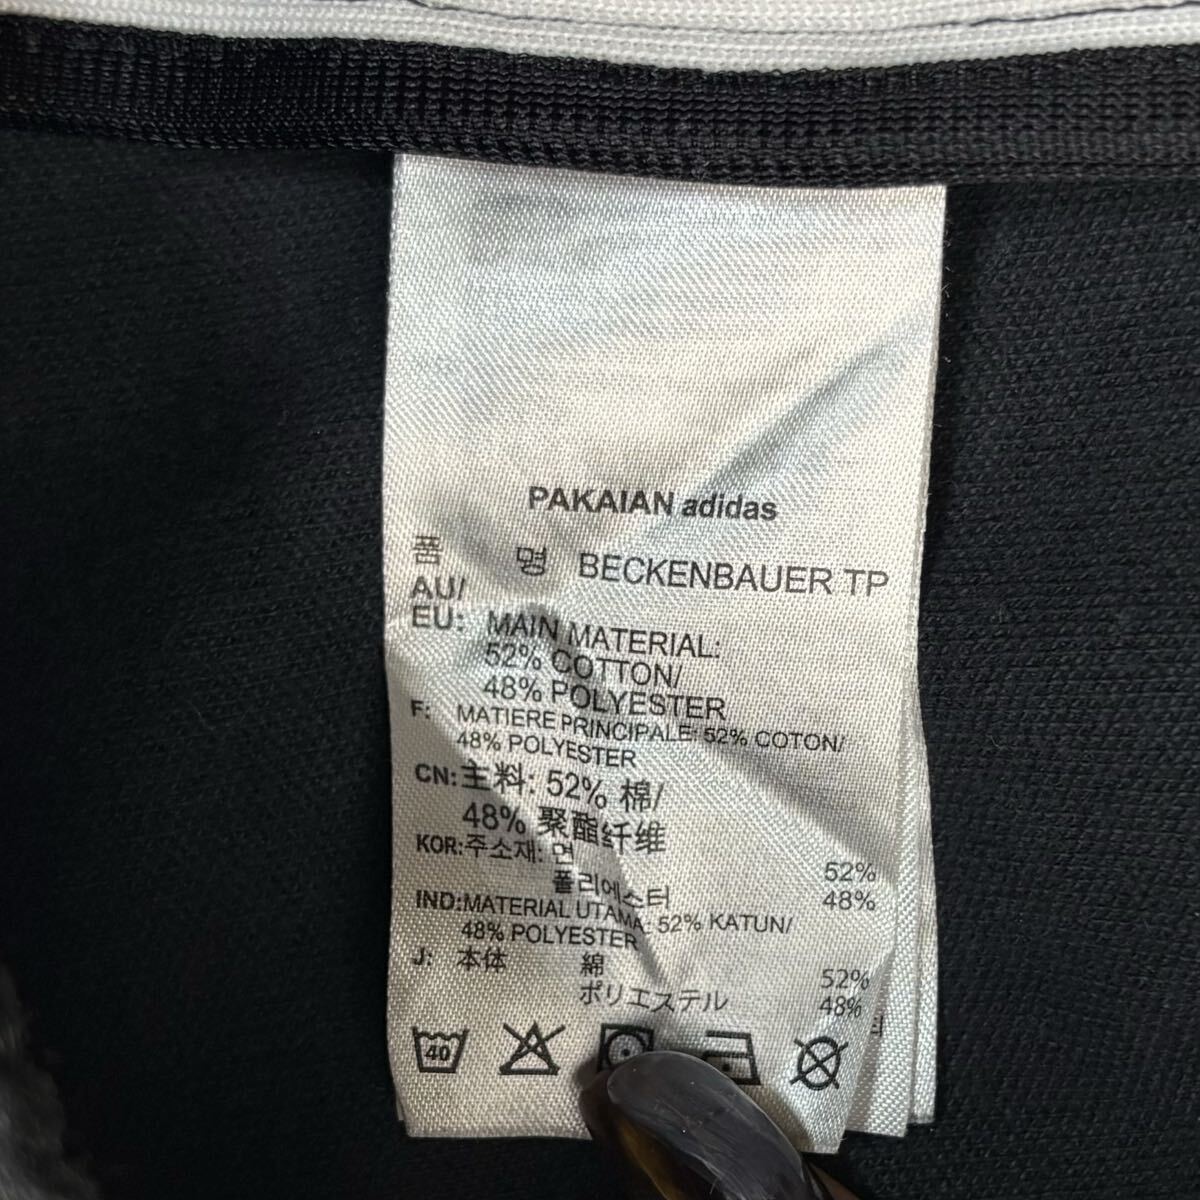 PAKAIAN adidas
품 명 BECKENBAUER TP
AU/
EU: MAIN MATERIAL:
52% COTTON/
48% POLYESTER
F: MATIERE PRINCIPALE: 52% COTON/
48% POLYESTER
CN: 主料: 52% 棉/
48% 聚酯纤维
KOR: 주소재: 면 52%
폴리에스터 48%
IND: MATERIAL UTAMA: 52% KATUN/
48% POLYESTER
J: 本体 綿 52%
ポリエステル 48%
40